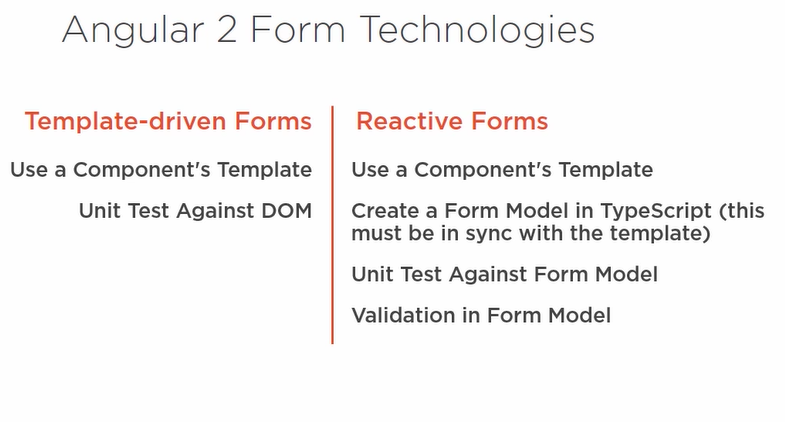 Angular 2 Form Technologies
Template-driven Forms
Use a Component's Template
Unit Test Against DOM
Reactive Forms
Use a Component's Template
Create a Form Model in TypeScript (this
must be in sync with the template)
Unit Test Against Form Model
Validation in Form Model